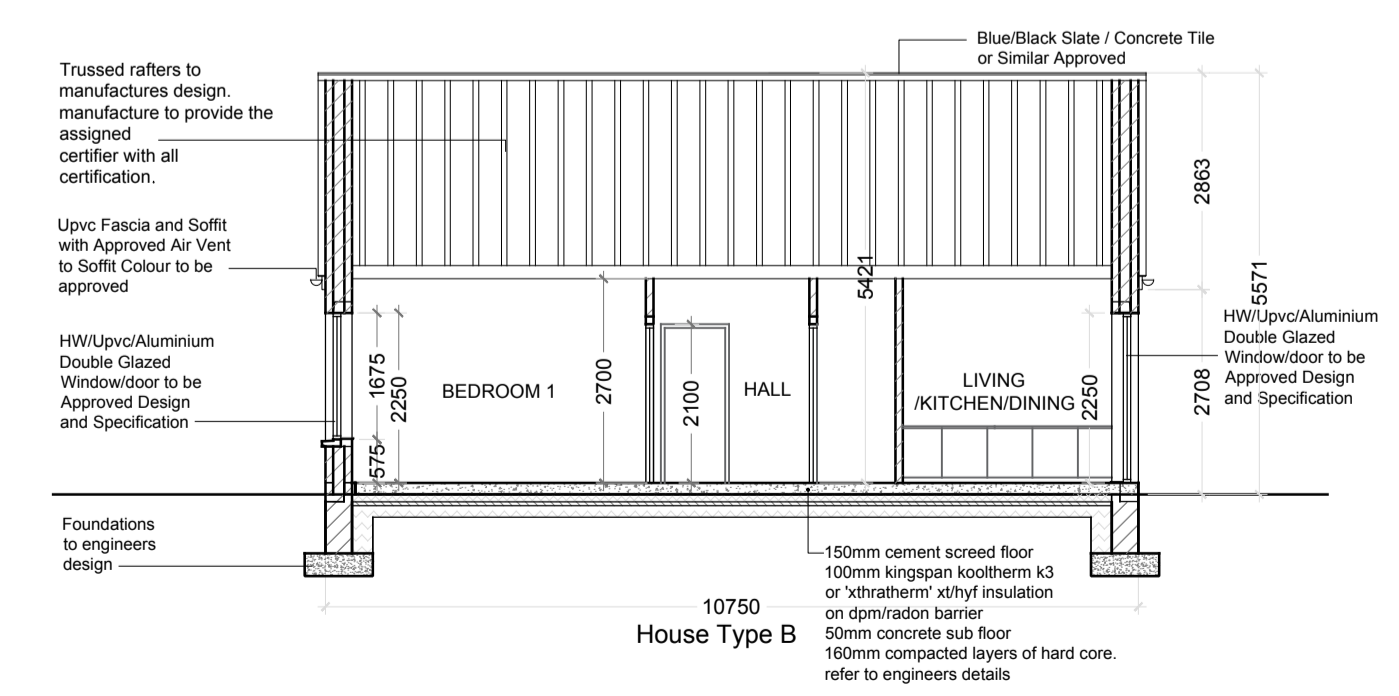 Blue/Black Slate / Concrete Tile
or Similar Approved
Trussed rafters to
manufactures design.
manufacture to provide the
assigned
certifier with all
certification.
Upvc Fascia and Soffit
with Approved Air Vent
to Soffit Colour to be
approved
HW/Upvc/Aluminium
Double Glazed
Window/door to be
Approved Design
and Specification
1675
2250
575
BEDROOM 1
2700
2100
HALL
5421
LIVING
/KITCHEN/DINING
2250
2863
2708
5571
HW/Upvc/Aluminium
Double Glazed
Window/door to be
Approved Design
and Specification
Foundations
to engineers
design
150mm cement screed floor
100mm kingspan kooltherm k3
or 'xthratherm' xt/hyf insulation
on dpm/radon barrier
50mm concrete sub floor
160mm compacted layers of hard core.
refer to engineers details
10750
House Type B